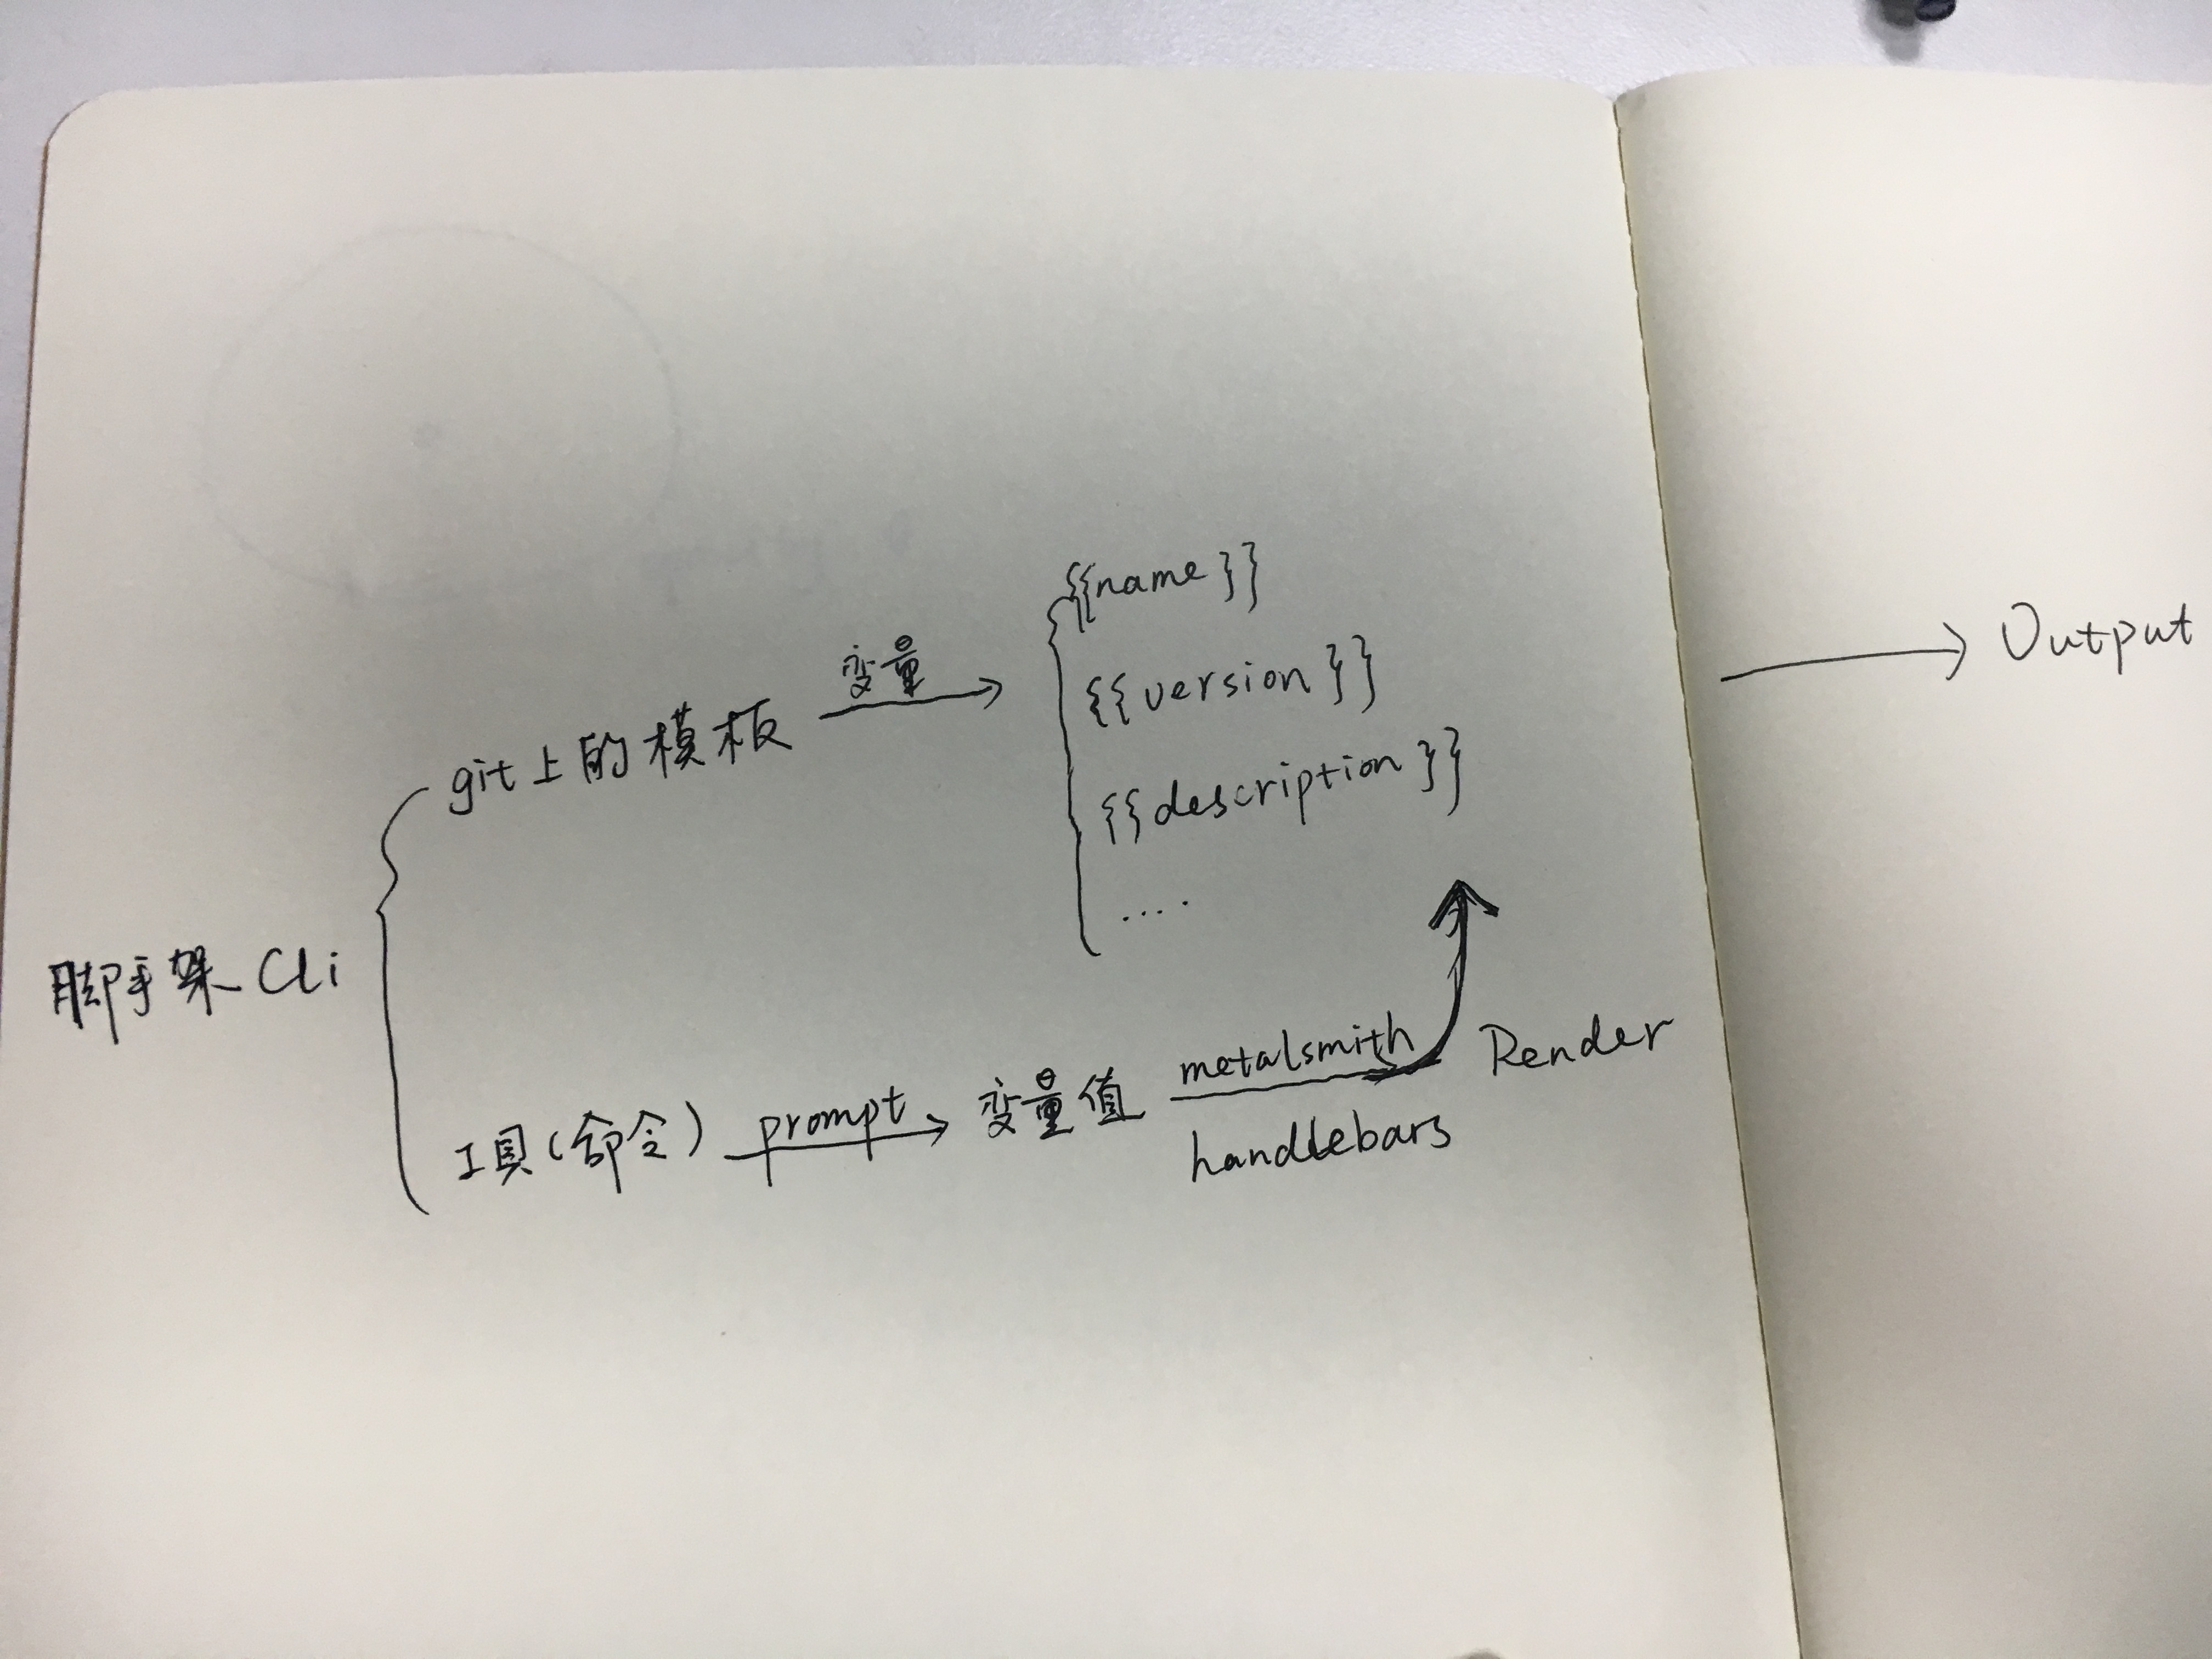 {{name}}
变量
{{version}}
Output
git上的模板
{{description}}
....
脚手架 Cli
metalsmith
Render
工具(命令)
prompt
变量值
handlebars